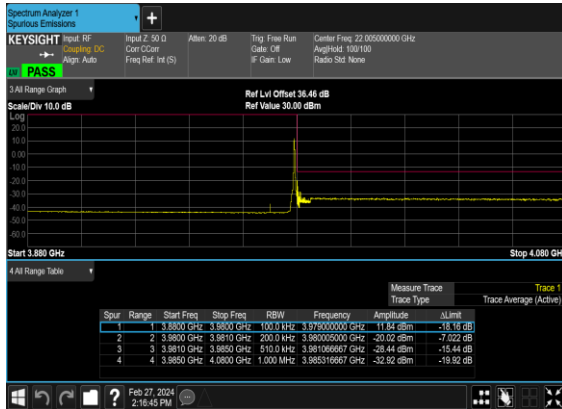 Spectrum Analyzer 1
Spurious Emissions
KEYSIGHT Input: RF Input Z: 50 Ω Atten: 20 dB Trig: Free Run Center Freq: 22.005000000 GHz
Coupling: DC Corr CCorr Gate: Off Avg|Hold: 100/100
Align: Auto Freq Ref: Int (S) IF Gain: Low Radio Std: None
LV PASS
3 All Range Graph Ref Lvl Offset 36.46 dB
Scale/Div 10.0 dB Ref Value 30.00 dBm
Log
20.0
10.0
0.00
-10.0
-20.0
-30.0
-40.0
-50.0
-60.0
Start 3.880 GHz Stop 4.080 GH
4 All Range Table
Measure Trace Trace 1
Trace Type Trace Average (Active)
Spur Range Start Freq Stop Freq RBW Frequency Amplitude ΔLimit
1 1 3.8800 GHz 3.9800 GHz 100.0 kHz 3.979000000 GHz 11.84 dBm -18.16 dB
2 2 3.9800 GHz 3.9810 GHz 200.0 kHz 3.980005000 GHz -20.02 dBm -7.022 dB
3 3 3.9810 GHz 3.9850 GHz 510.0 kHz 3.981066667 GHz -28.44 dBm -15.44 dB
4 4 3.9850 GHz 4.0800 GHz 1.000 MHz 3.985316667 GHz -32.92 dBm -19.92 dB
Feb 27, 2024
2:16:45 PM